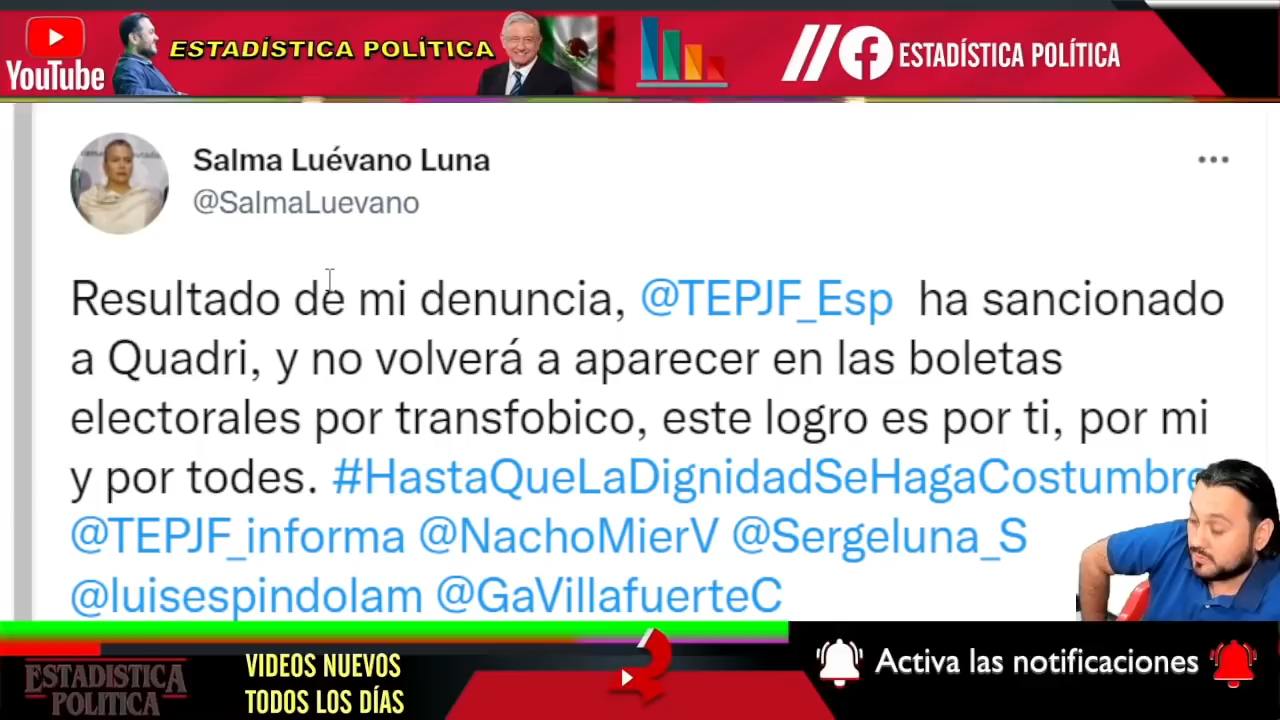 YouTube
ESTADÍSTICA POLÍTICA
ESTADÍSTICA POLÍTICA
Salma Luévano Luna
@SalmaLuevano
Resultado de mi denuncia, @TEPJF_Esp ha sancionado
a Quadri, y no volverá a aparecer en las boletas
electorales por transfobico, este logro es por ti, por mi
y por todes. #HastaQueLaDignidadSeHagaCostumbre
@TEPJF_informa @NachoMierV @Sergeluna_S
@luisespindolam @GaVillafuerteC
ESTADISTICA
POLÍTICA
VIDEOS NUEVOS
TODOS LOS DÍAS
Activa las notificaciones